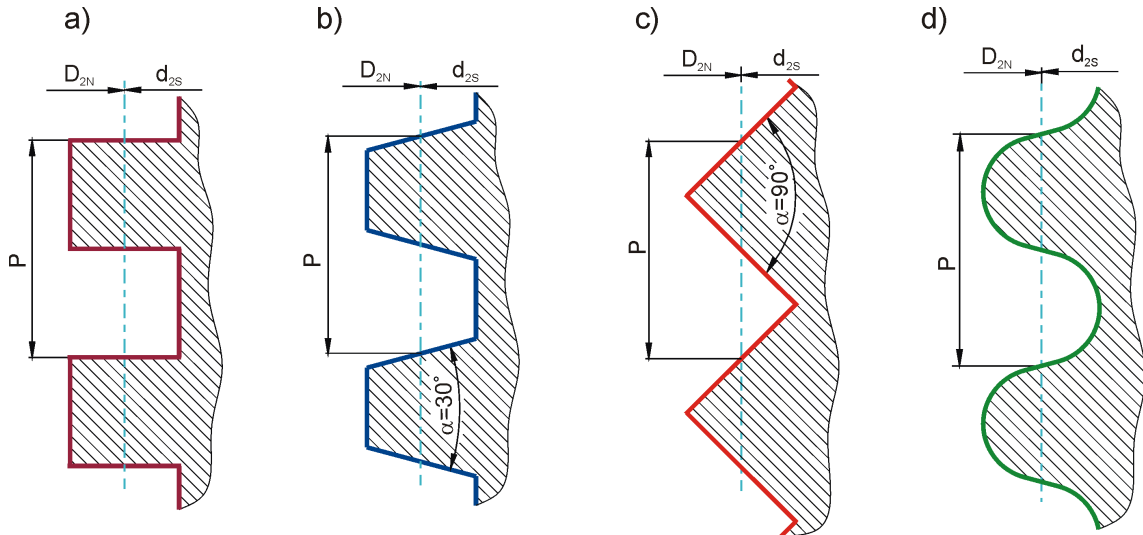 a)
D₂N d₂S
P
b)
D₂N d₂S
P
α=30°
c)
D₂N d₂S
P
α=90°
d)
D₂N d₂S
P